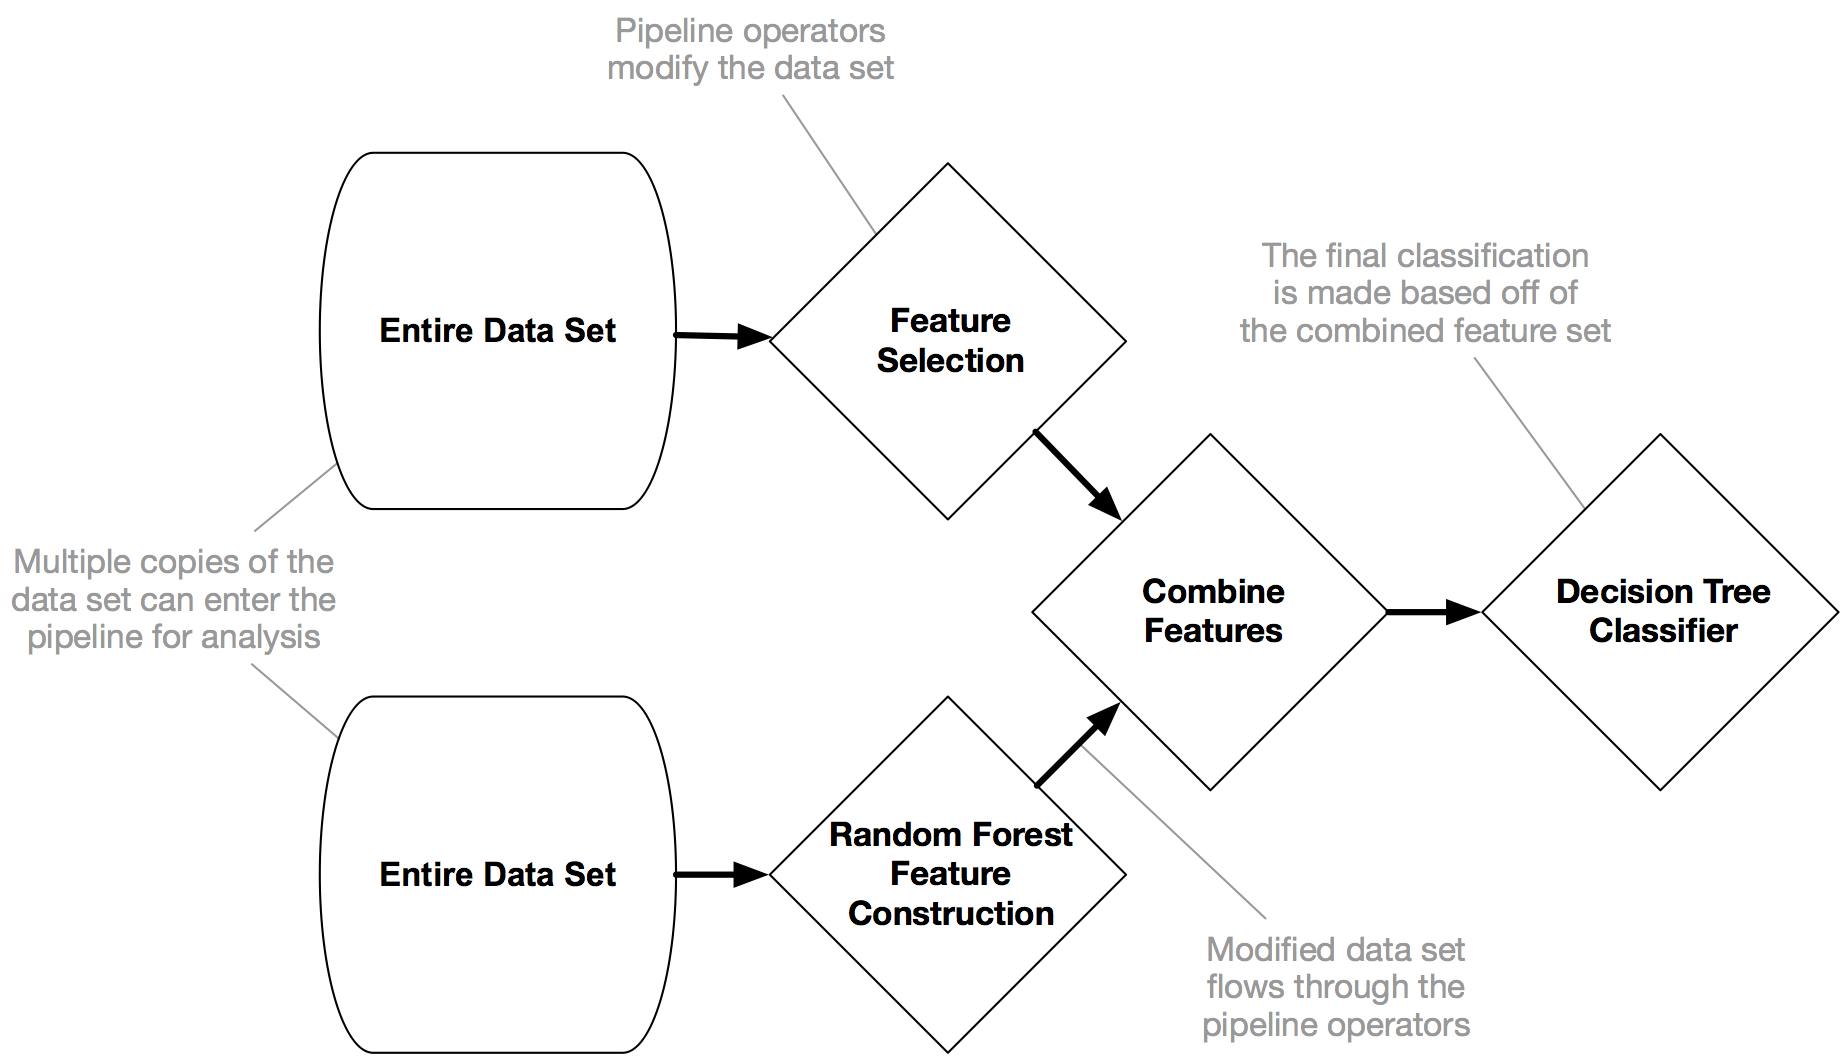 Pipeline operators
modify the data set
Entire Data Set
Feature
Selection
The final classification
is made based off of
the combined feature set
Multiple copies of the
data set can enter the
pipeline for analysis
Combine
Features
Decision Tree
Classifier
Entire Data Set
Random Forest
Feature
Construction
Modified data set
flows through the
pipeline operators